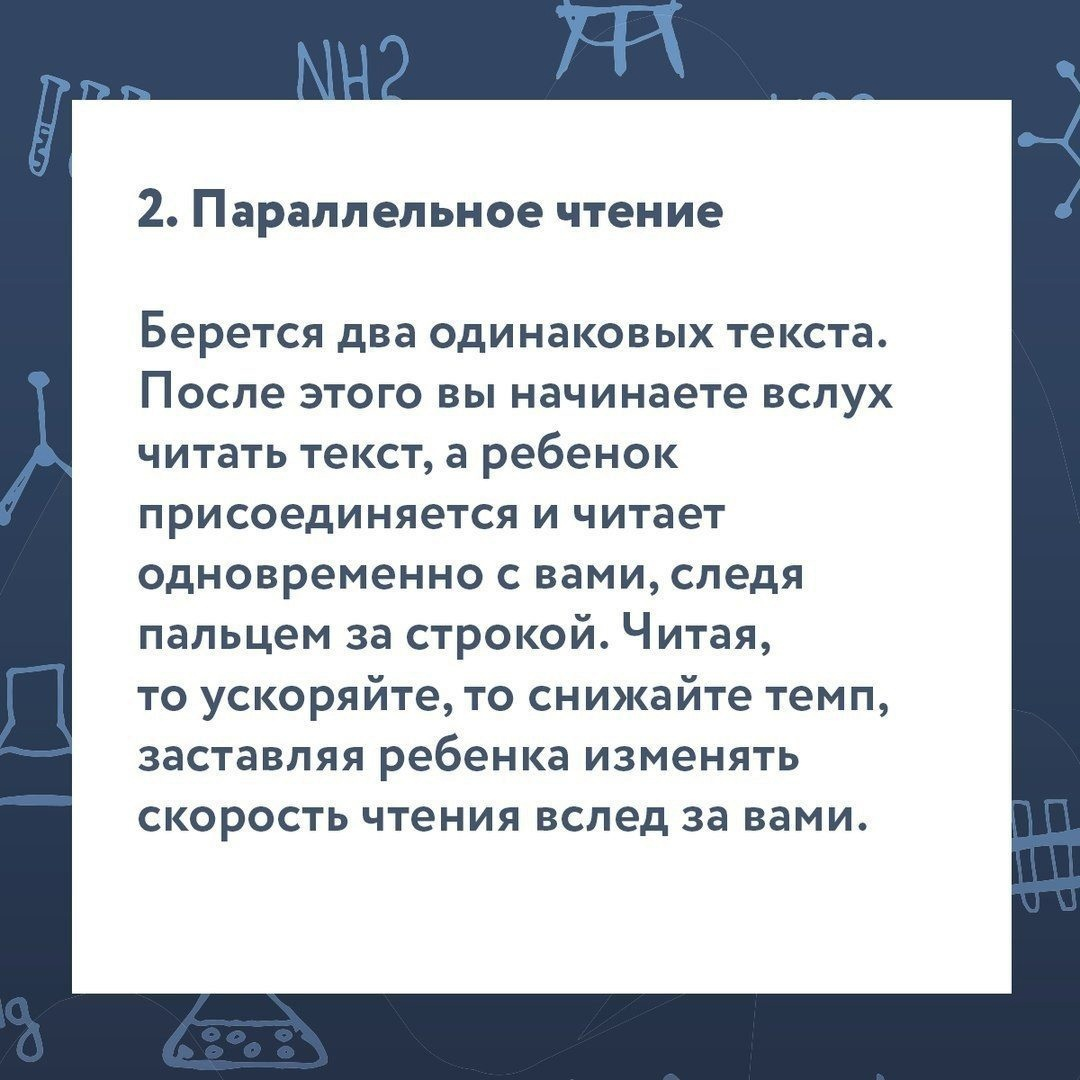 NH2
2. Параллельное чтение
Берется два одинаковых текста.
После этого вы начинаете вслух
читать текст, а ребенок
присоединяется и читает
одновременно с вами, следя
пальцем за строкой. Читая,
то ускоряйте, то снижайте темп,
заставляя ребенка изменять
скорость чтения вслед за вами.